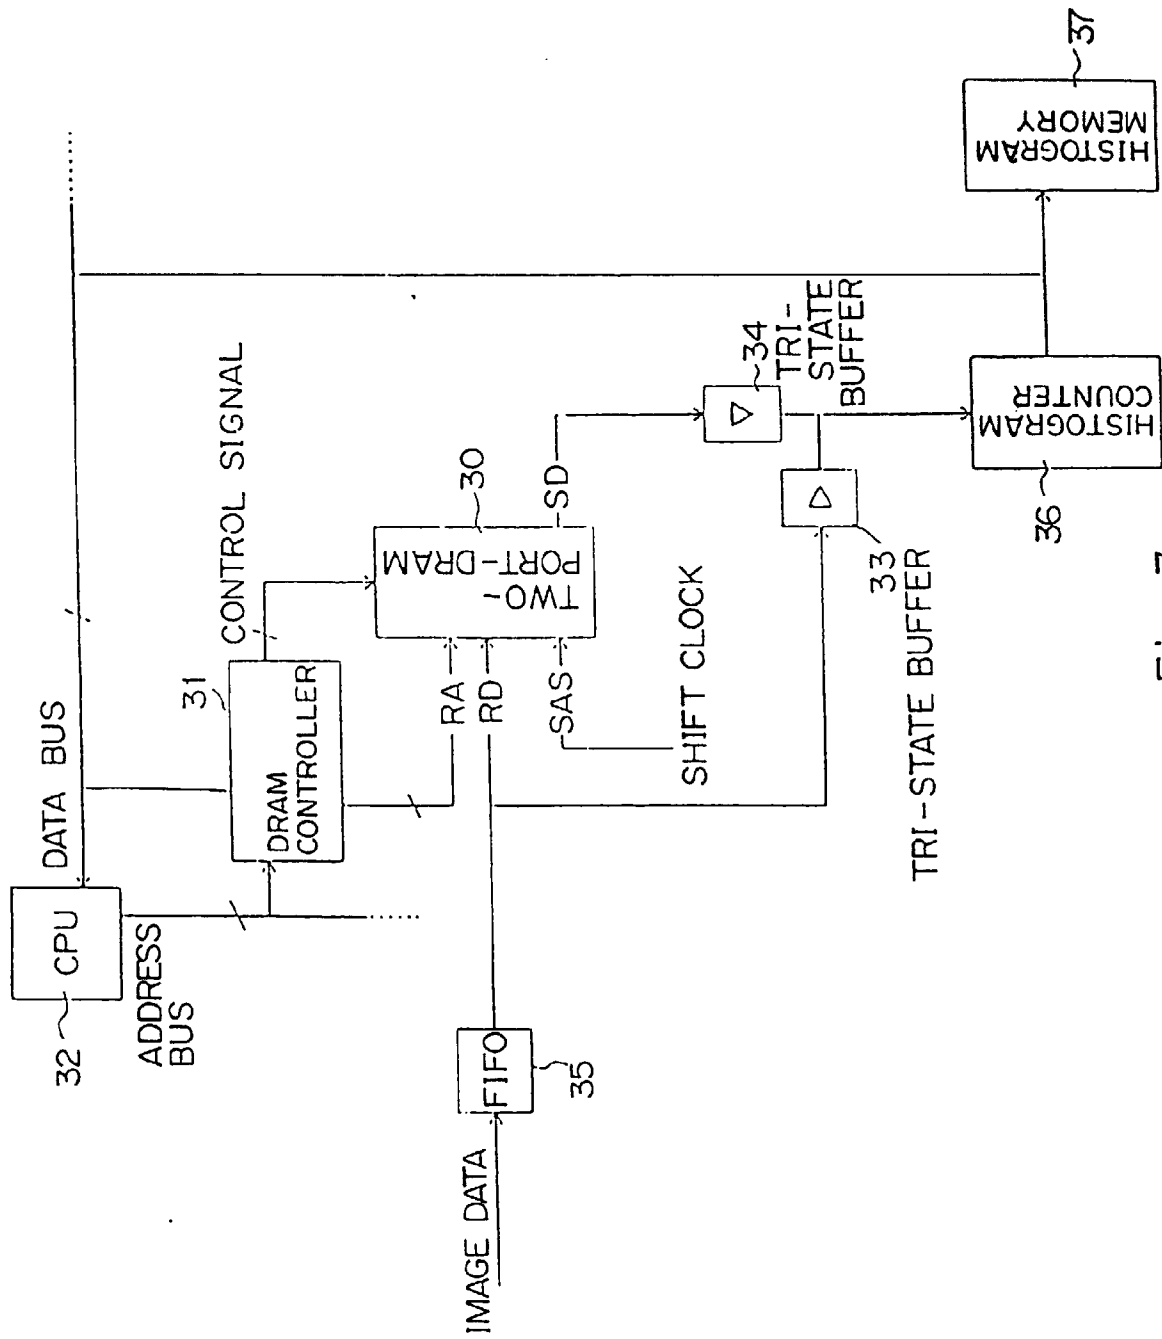 32
CPU
DATA BUS
ADDRESS
BUS
31
DRAM
CONTROLLER
CONTROL SIGNAL
IMAGE DATA
FIFO
35
RA
RD
SAS
SHIFT CLOCK
TWO-
PORT-DRAM
30
SD
34
TRI-
STATE
BUFFER
33
TRI-STATE BUFFER
HISTOGRAM
COUNTER
36
HISTOGRAM
MEMORY
37